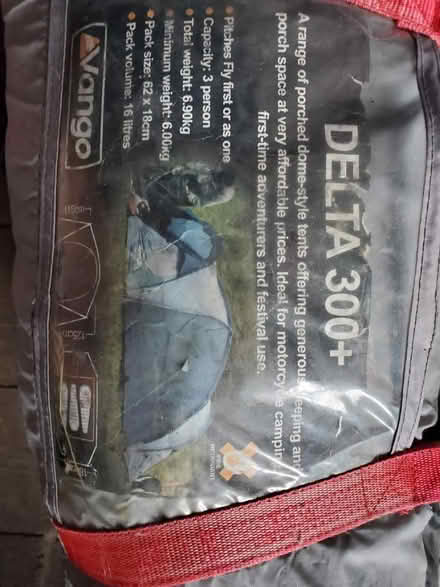 DELTA 300+
A range of porched dome-style tents offering generous sleeping and
porch space at very affordable prices. Ideal for motorcycle camping
first-time adventurers and festival use.
• Pitches Fly first or as one
• Capacity: 3 person
• Total weight: 6.90kg
• Minimum weight: 6.00kg
• Pack size: 62 x 18cm
• Pack volume: 16 litres
Vango